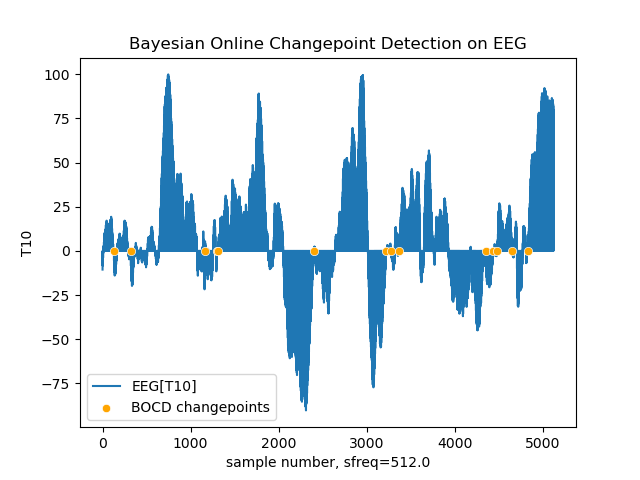 Bayesian Online Changepoint Detection on EEG
100
75
50
25
0
−25
−50
−75
T10
EEG[T10]
BOCD changepoints
0
1000
2000
3000
4000
5000
sample number, sfreq=512.0